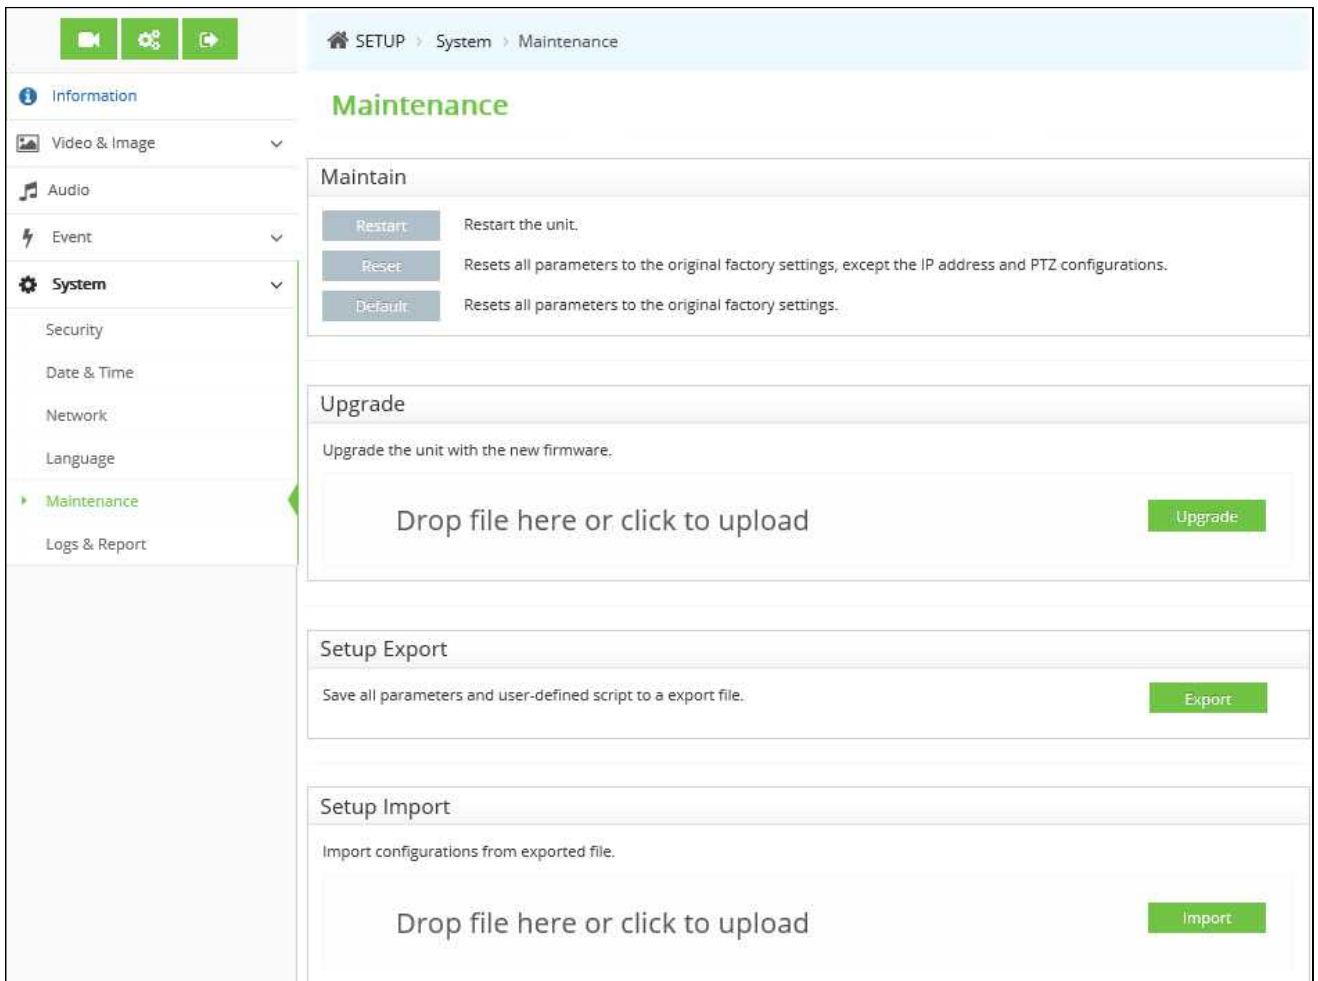 SETUP > System > Maintenance
Information
Video & Image
Audio
Event
System
Security
Date & Time
Network
Language
Maintenance
Logs & Report
Maintenance
Maintain
Restart Restart the unit.
Reset Resets all parameters to the original factory settings, except the IP address and PTZ configurations.
Default Resets all parameters to the original factory settings.
Upgrade
Upgrade the unit with the new firmware.
Drop file here or click to upload Upgrade
Setup Export
Save all parameters and user-defined script to a export file.
Export
Setup Import
Import configurations from exported file.
Drop file here or click to upload Import